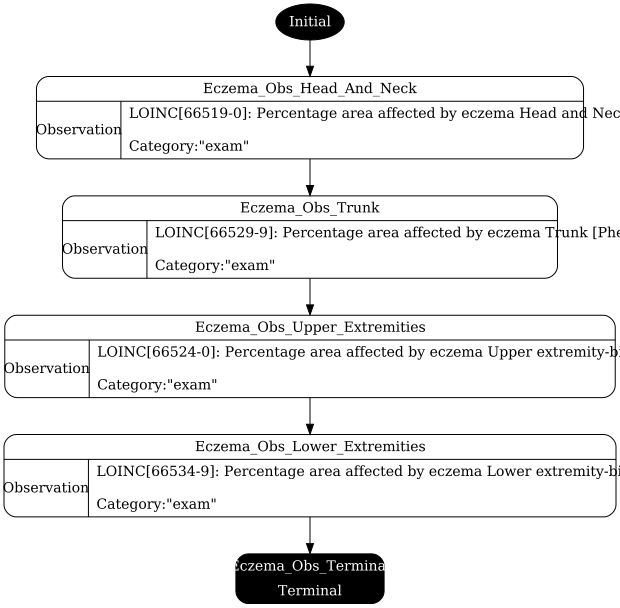 Initial
Eczema_Obs_Head_And_Neck
Observation
LOINC[66519-0]: Percentage area affected by eczema Head and Nec
Category:"exam"
Eczema_Obs_Trunk
Observation
LOINC[66529-9]: Percentage area affected by eczema Trunk [Phe
Category:"exam"
Eczema_Obs_Upper_Extremities
Observation
LOINC[66524-0]: Percentage area affected by eczema Upper extremity-bi
Category:"exam"
Eczema_Obs_Lower_Extremities
Observation
LOINC[66534-9]: Percentage area affected by eczema Lower extremity-bi
Category:"exam"
Eczema_Obs_Termina
Terminal